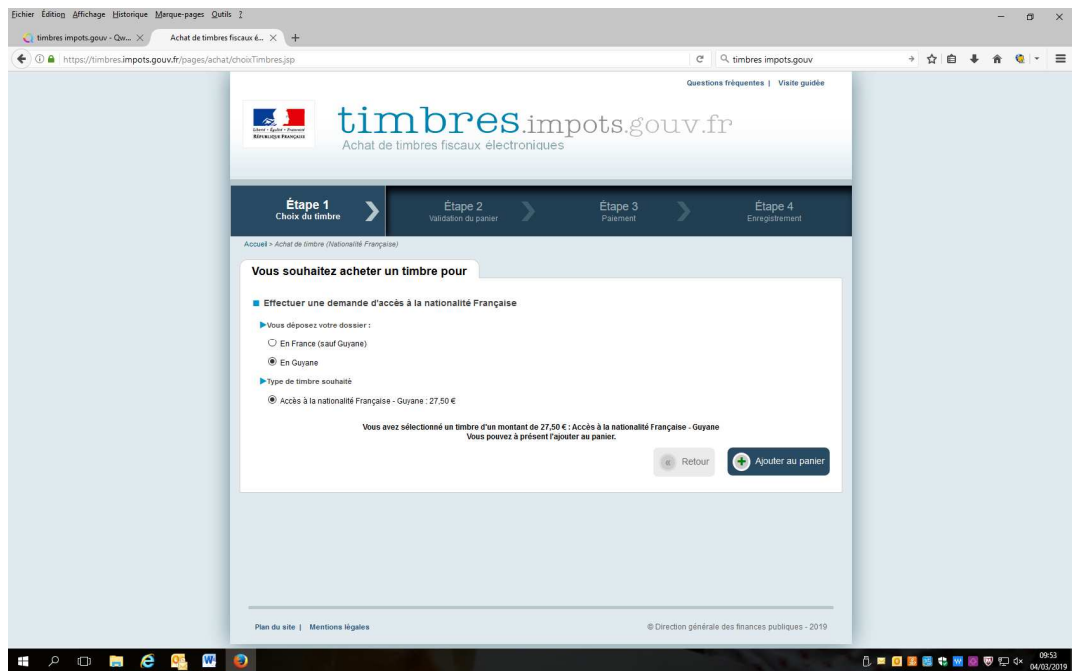 Fichier Édition Affichage Historique Marque-pages Outils ?
timbres impots.gouv - Qw...
Achat de timbres fiscaux é...
https://timbres.impots.gouv.fr/pages/achat/choixTimbres.jsp
timbres impots.gouv
Questions fréquentes | Visite guidée
Liberté • Égalité • Fraternité
RÉPUBLIQUE FRANÇAISE
timbres.impots.gouv.fr
Achat de timbres fiscaux électroniques
Étape 1
Choix du timbre
Étape 2
Validation du panier
Étape 3
Paiement
Étape 4
Enregistrement
Accueil > Achat de timbre (Nationalité Française)
Vous souhaitez acheter un timbre pour
Effectuer une demande d'accès à la nationalité Française
Vous déposez votre dossier :
En France (sauf Guyane)
En Guyane
Type de timbre souhaité
Accès à la nationalité Française - Guyane : 27,50 €
Vous avez sélectionné un timbre d'un montant de 27,50 € : Accès à la nationalité Française - Guyane
Vous pouvez à présent l'ajouter au panier.
Retour
Ajouter au panier
Plan du site | Mentions légales
© Direction générale des finances publiques - 2019
09:53
04/03/2019